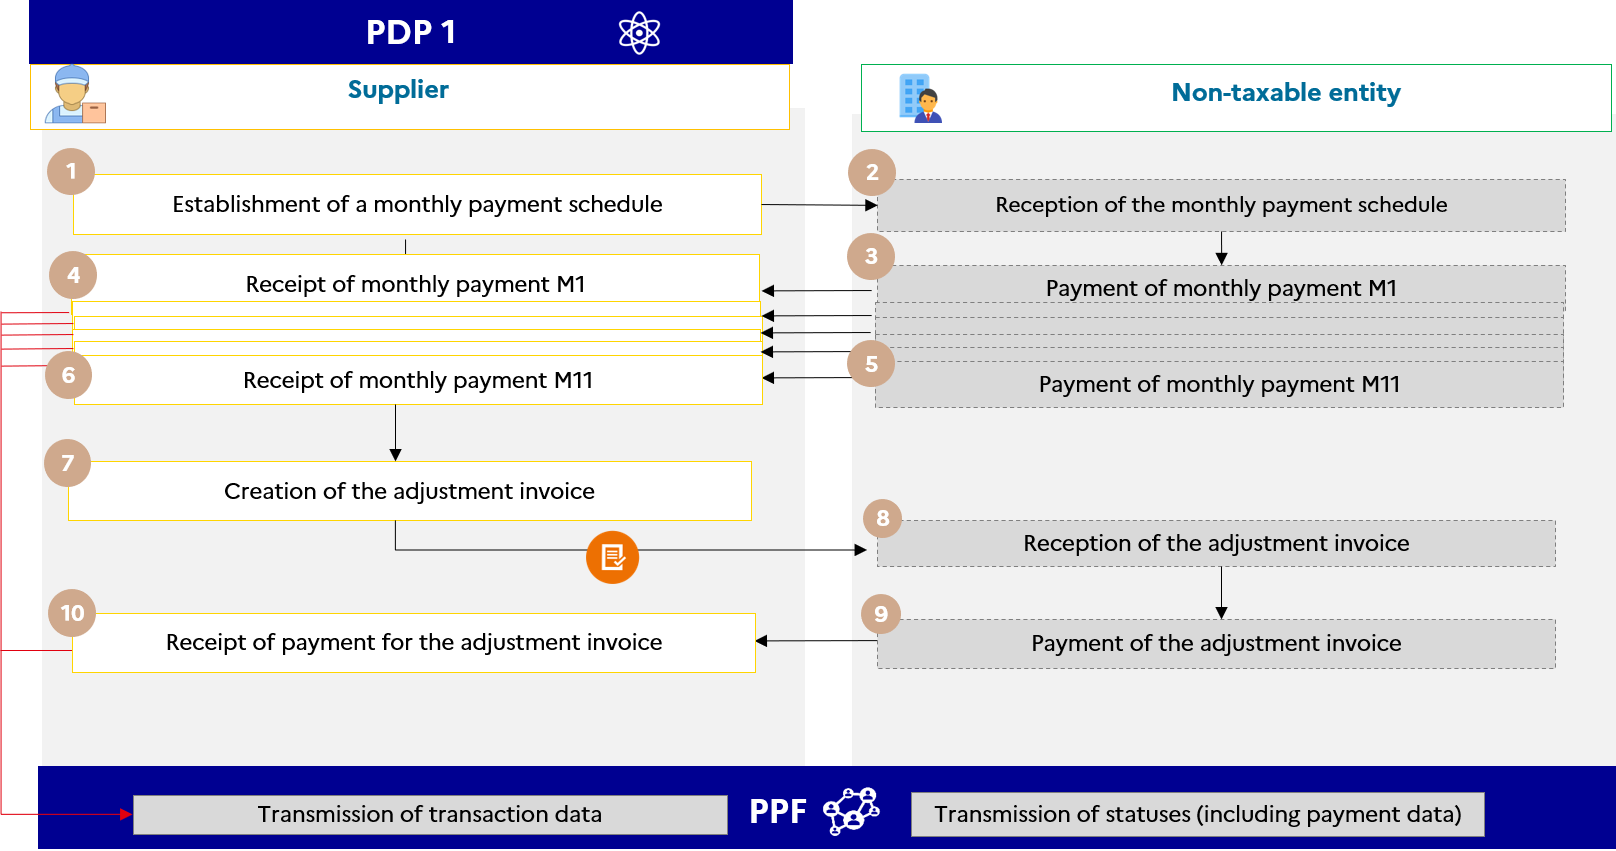 PDP 1
Supplier
Non-taxable entity
1
Establishment of a monthly payment schedule
2
Reception of the monthly payment schedule
3
Payment of monthly payment M1
4
Receipt of monthly payment M1
5
Payment of monthly payment M11
6
Receipt of monthly payment M11
7
Creation of the adjustment invoice
8
Reception of the adjustment invoice
9
Payment of the adjustment invoice
10
Receipt of payment for the adjustment invoice
Transmission of transaction data
PPF
Transmission of statuses (including payment data)